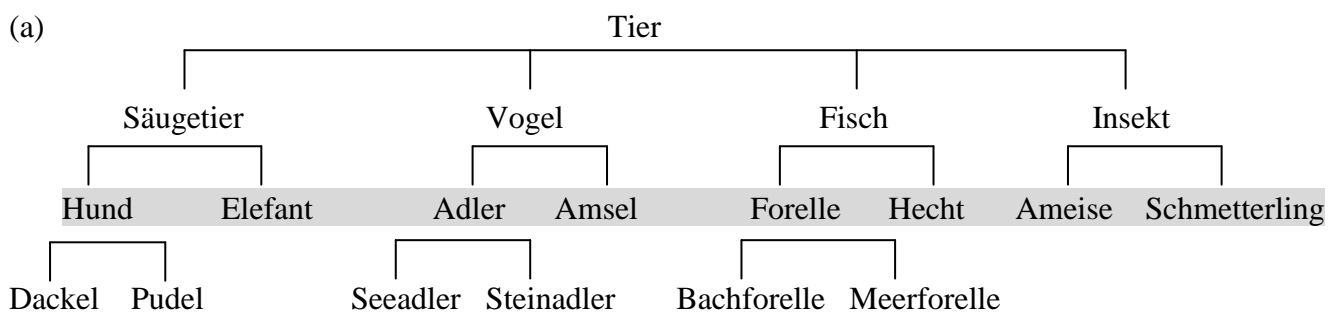 (a) Tier
Säugetier Vogel Fisch Insekt
Hund Elefant Adler Amsel Forelle Hecht Ameise Schmetterling
Dackel Pudel Seeadler Steinadler Bachforelle Meerforelle